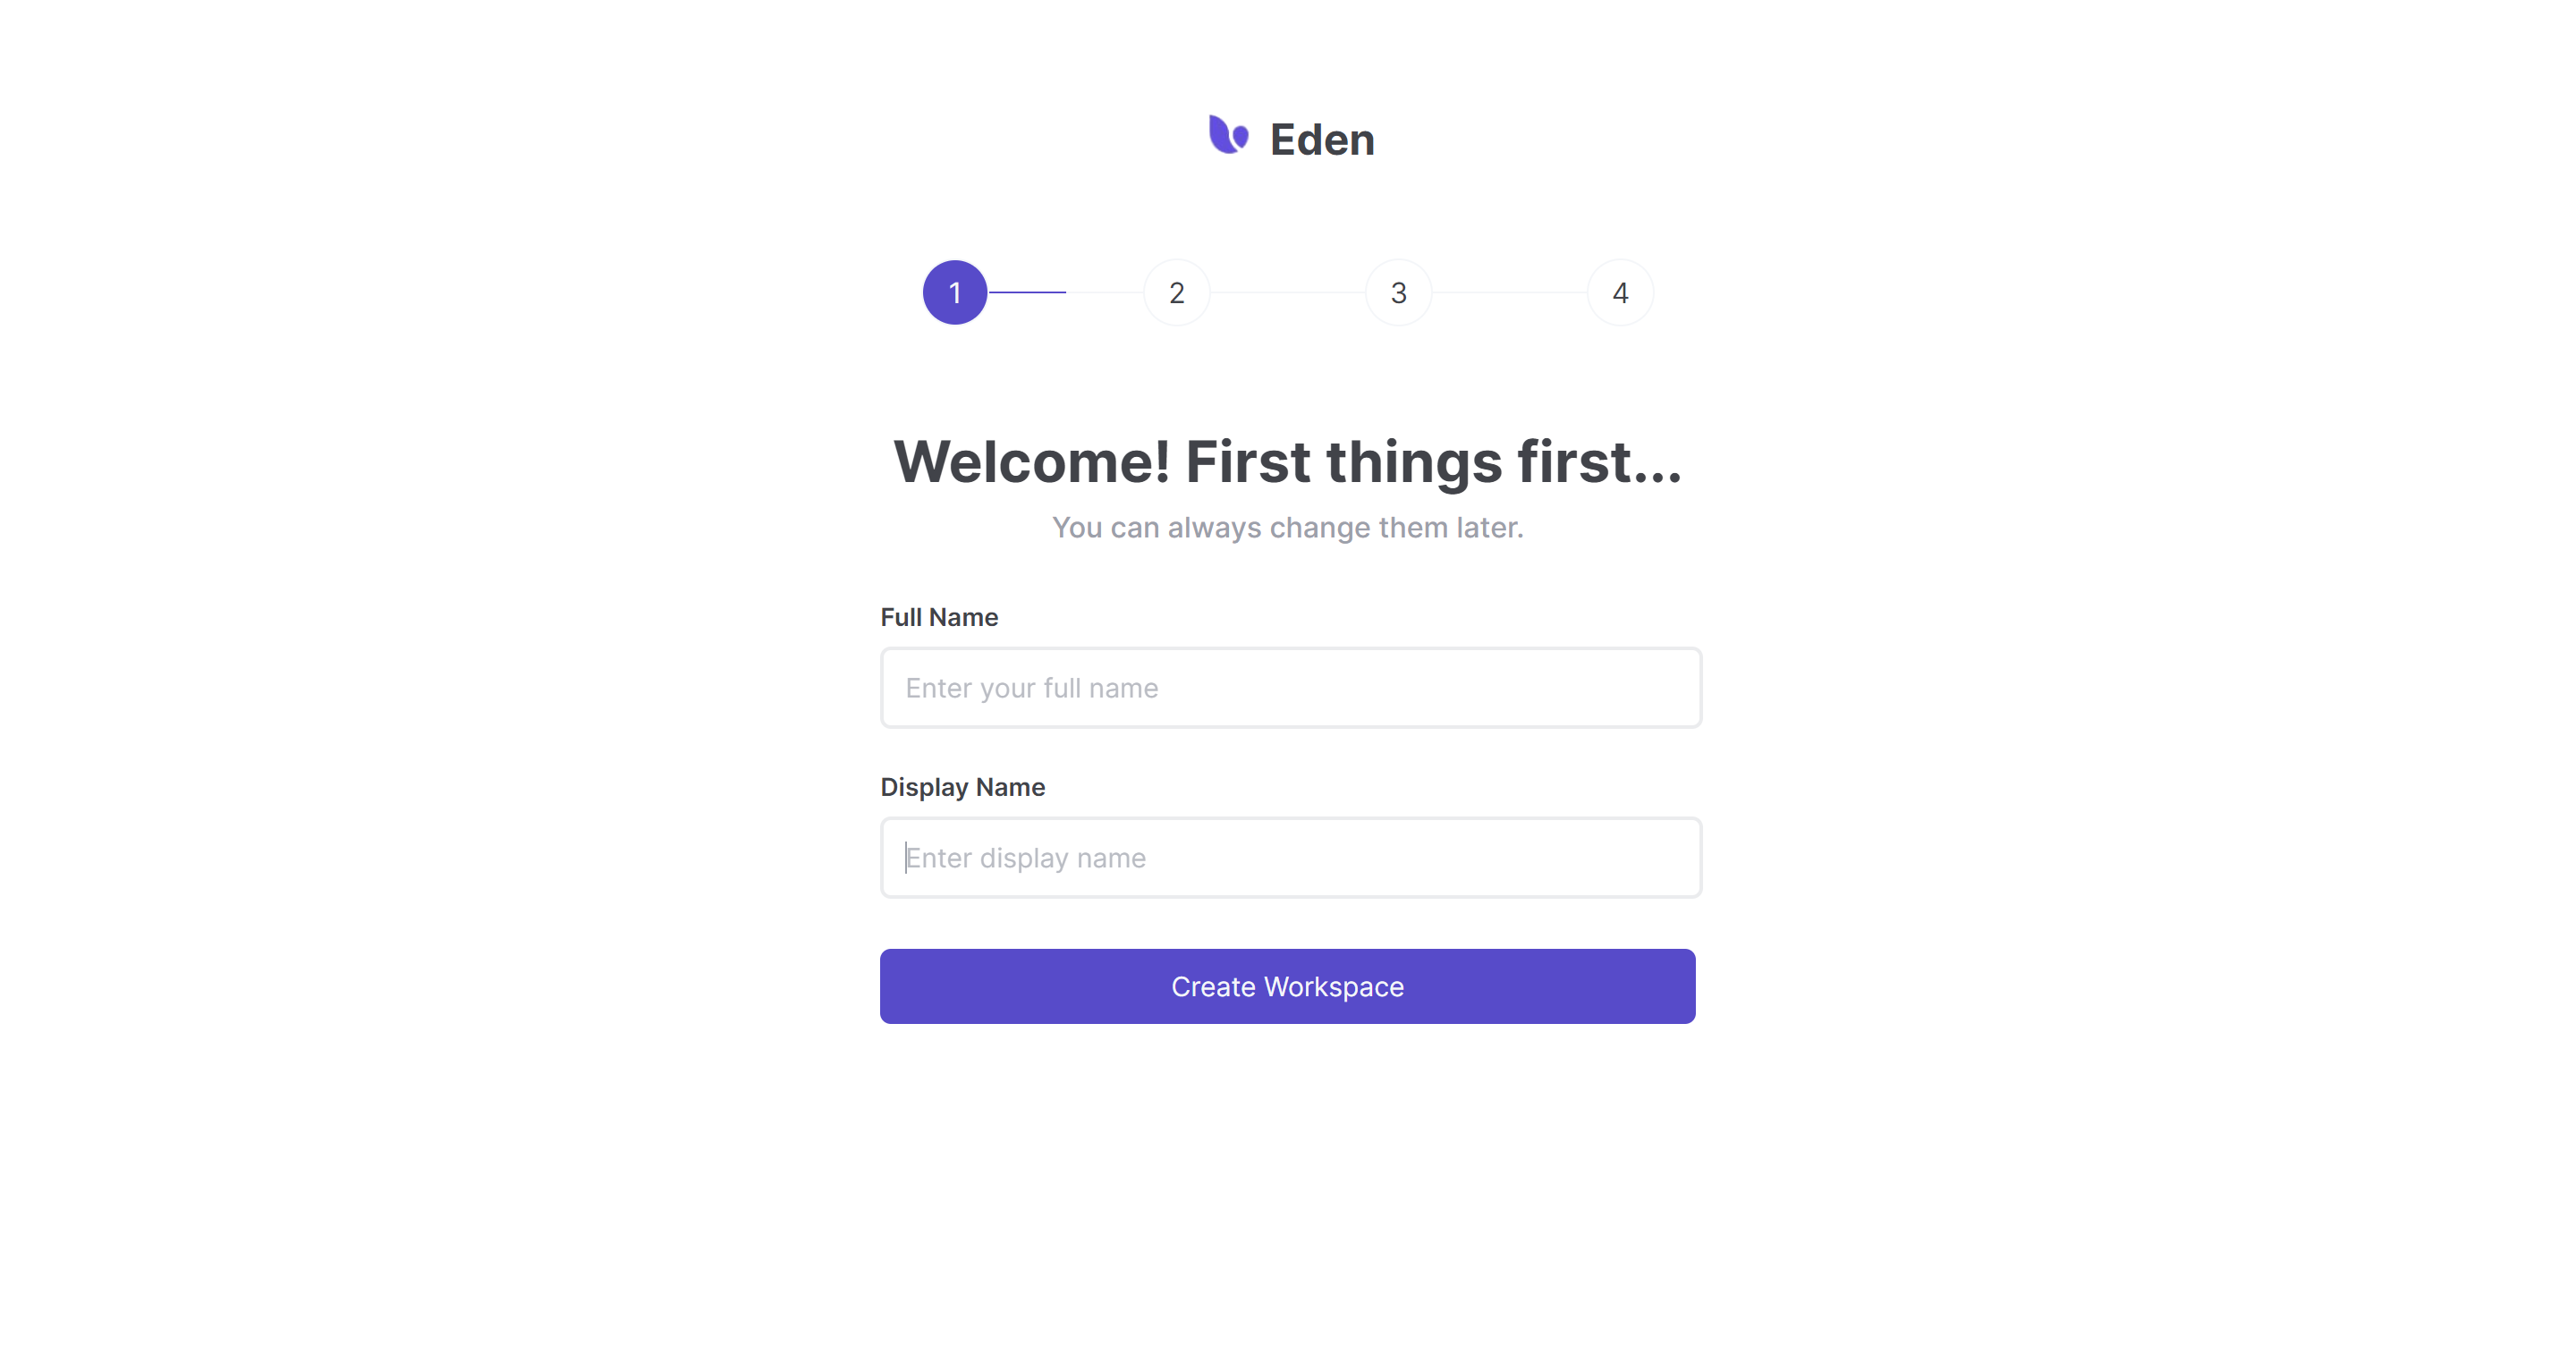 Eden
1 2 3 4
Welcome! First things first...
You can always change them later.
Full Name
Enter your full name
Display Name
Enter display name
Create Workspace